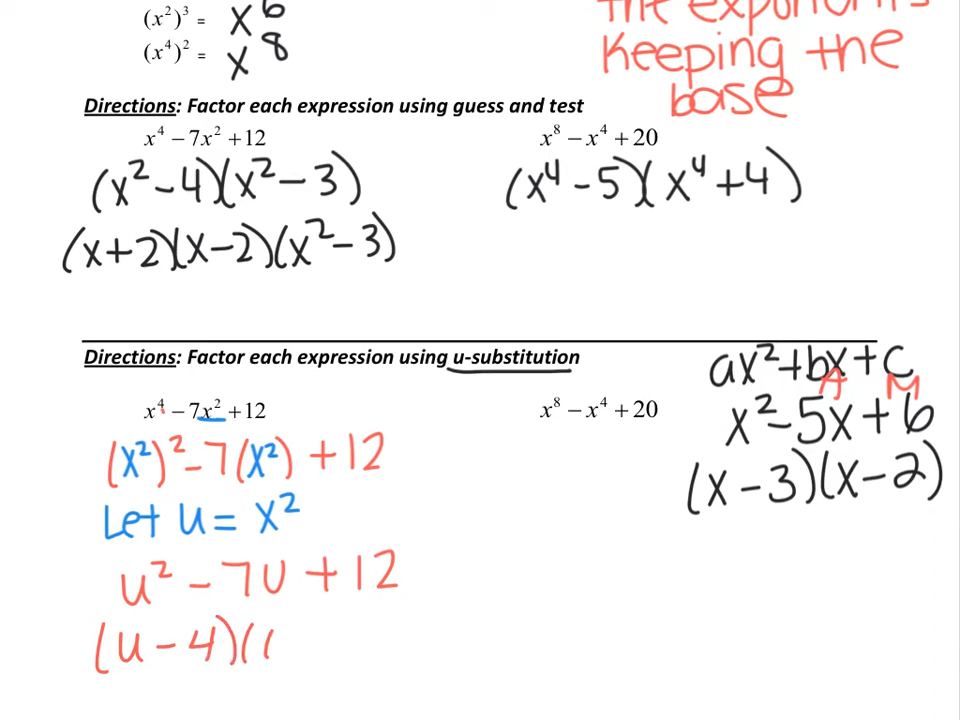 (x²)³ = x⁶
(x⁴)² = x⁸
the exponents
Keeping the
base
Directions: Factor each expression using guess and test
x⁴ − 7x² + 12
(x² − 4)(x² − 3)
(x+2)(x−2)(x² − 3)
x⁸ − x⁴ + 20
(x⁴ − 5)(x⁴ + 4)
Directions: Factor each expression using u-substitution
x⁴ − 7x² + 12
(x²)² − 7(x²) + 12
Let u = x²
u² − 7u + 12
(u − 4)(
x⁸ − x⁴ + 20
ax² + bx + c
A M
x² − 5x + 6
(x − 3)(x − 2)